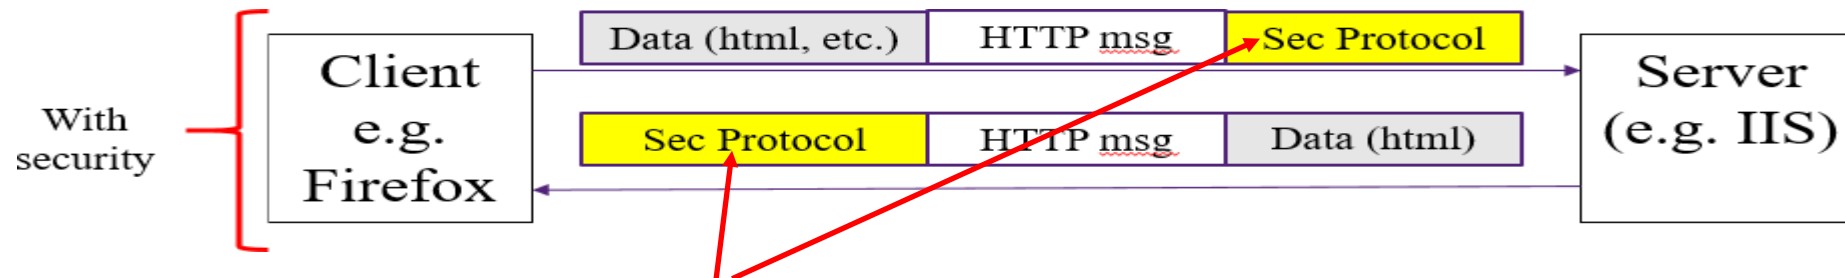 With
security
Client
e.g.
Firefox
Data (html, etc.)
HTTP msg
Sec Protocol
Sec Protocol
HTTP msg
Data (html)
Server
(e.g. IIS)